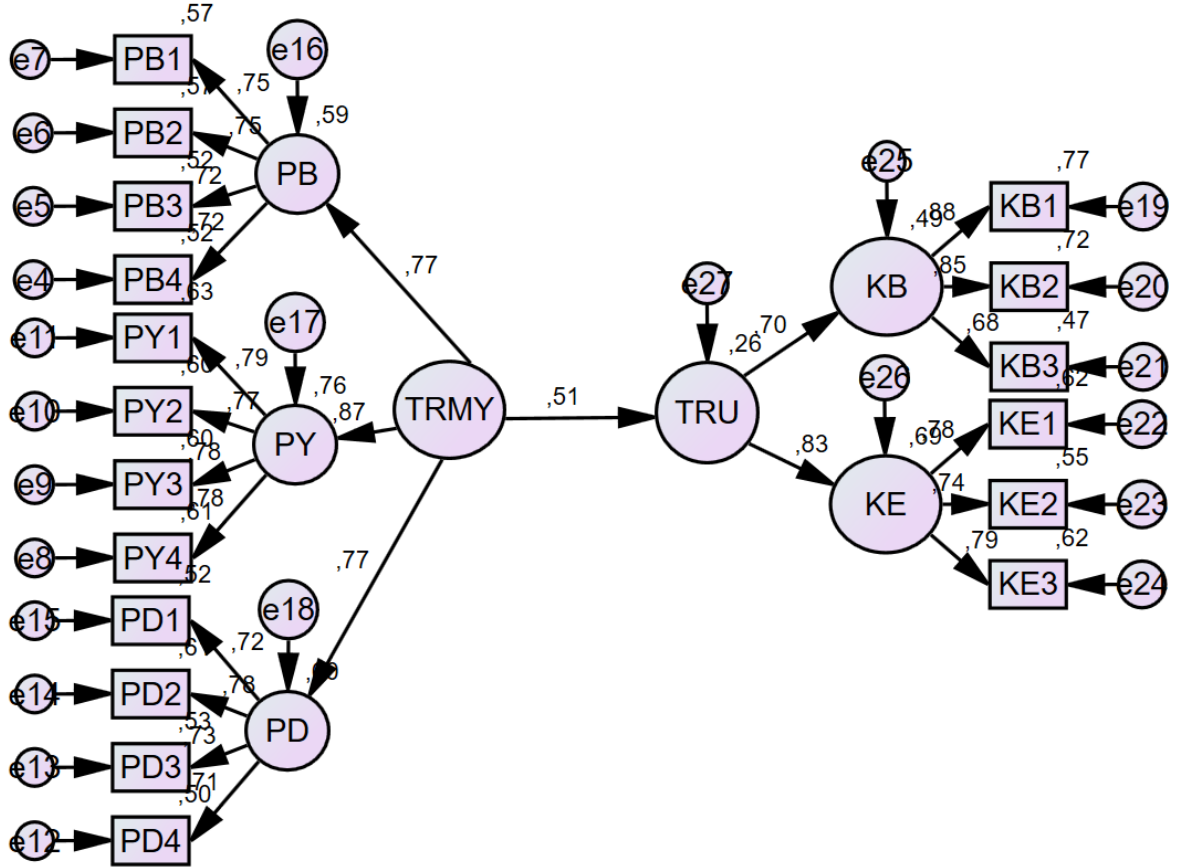 ,57
e7 PB1 e16
,75
,57
,59
e6 PB2 ,75
e25 ,77
,52
PB
e5 PB3 ,72
KB1 e19
,49 ,88
,72
,52
,72
,77
,85
e4 PB4
e27 KB KB2 e20
,63
e17
,70 ,68 ,47
e11 PY1
,26
,79
,60 ,76
KB3 e21
e26 ,62
e10 PY2 ,77 ,87 TRMY ,51 TRU
KE1 e22
,60 PY
,83 ,69 ,78
,78
,55
e9 PY3
,74
,78
KE KE2 e23
,61
,79 ,62
e8 PY4
,77
,52
KE3 e24
e18
e15 PD1
,72
,6
e14 PD2 ,78
,53 PD
,73
e13 PD3
,71
,50
e12 PD4